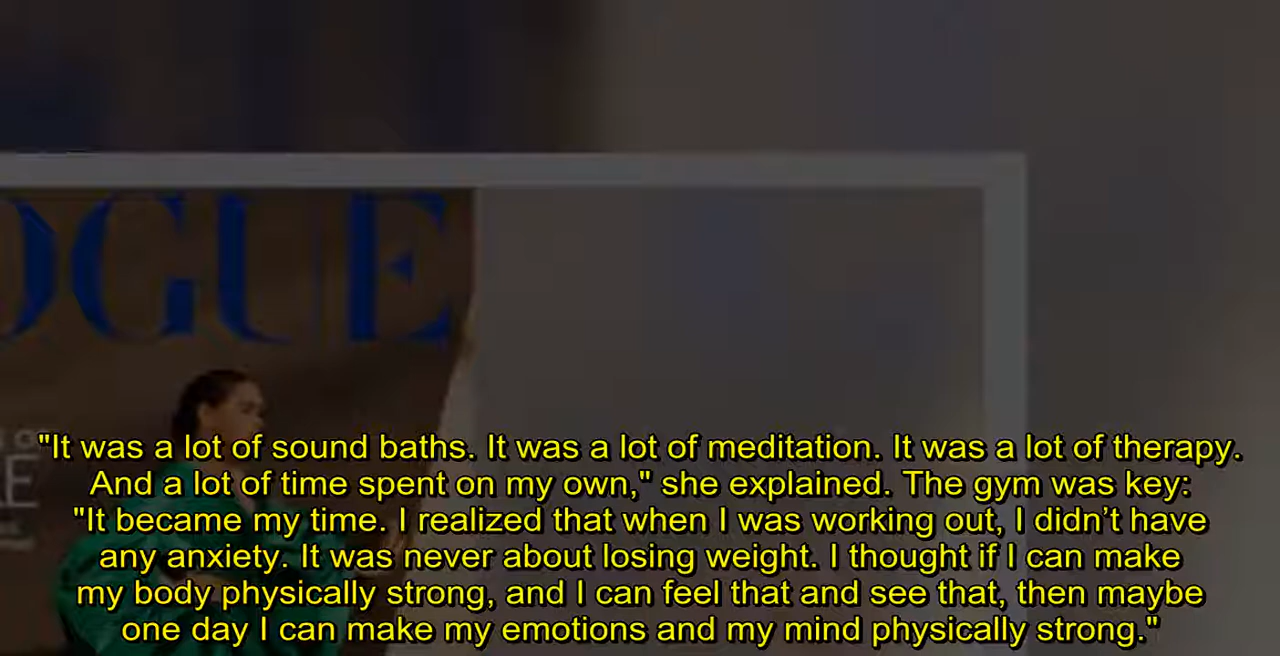 OGUE
"It was a lot of sound baths. It was a lot of meditation. It was a lot of therapy.
And a lot of time spent on my own," she explained. The gym was key:
"It became my time. I realized that when I was working out, I didn’t have
any anxiety. It was never about losing weight. I thought if I can make
my body physically strong, and I can feel that and see that, then maybe
one day I can make my emotions and my mind physically strong."